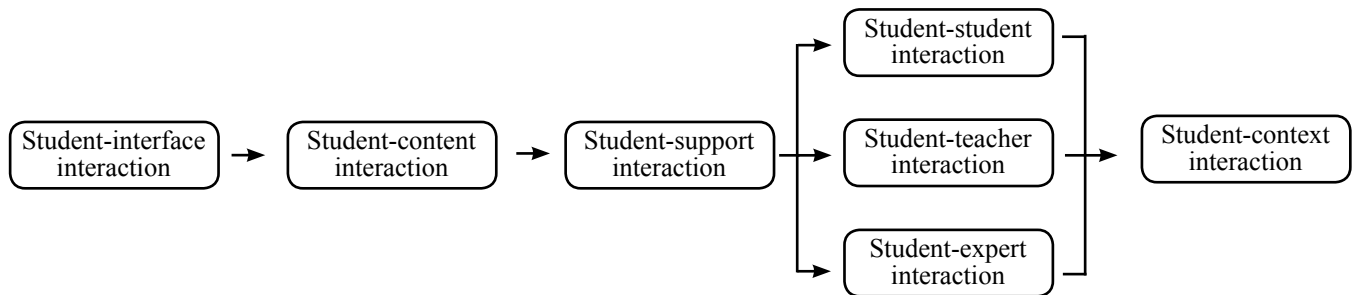 Student-interface
interaction
Student-content
interaction
Student-support
interaction
Student-student
interaction
Student-teacher
interaction
Student-expert
interaction
Student-context
interaction